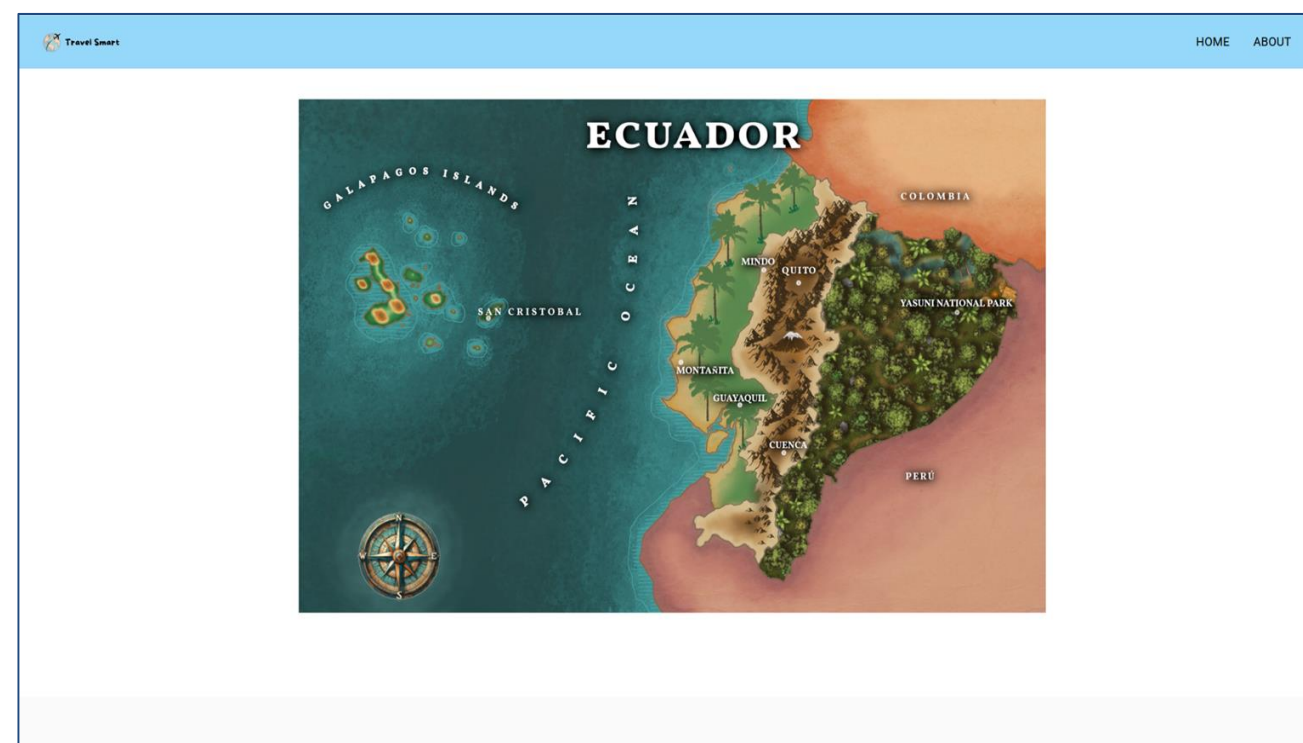 Travel Smart
HOME ABOUT
ECUADOR
GALAPAGOS ISLANDS
PACIFIC OCEAN
COLOMBIA
MINDO
QUITO
YASUNI NATIONAL PARK
SAN CRISTOBAL
MONTAÑITA
GUAYAQUIL
CUENCA
PERÚ
N
W E
S